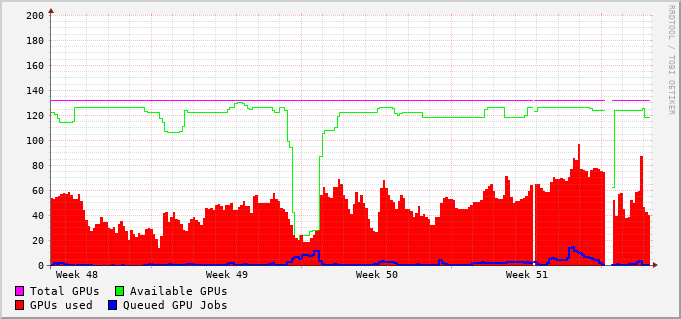 200
180
160
140
120
100
80
60
40
20
0
Week 48 Week 49 Week 50 Week 51
Total GPUs Available GPUs
GPUs used Queued GPU Jobs
RRDTOOL / TOBI OETIKER